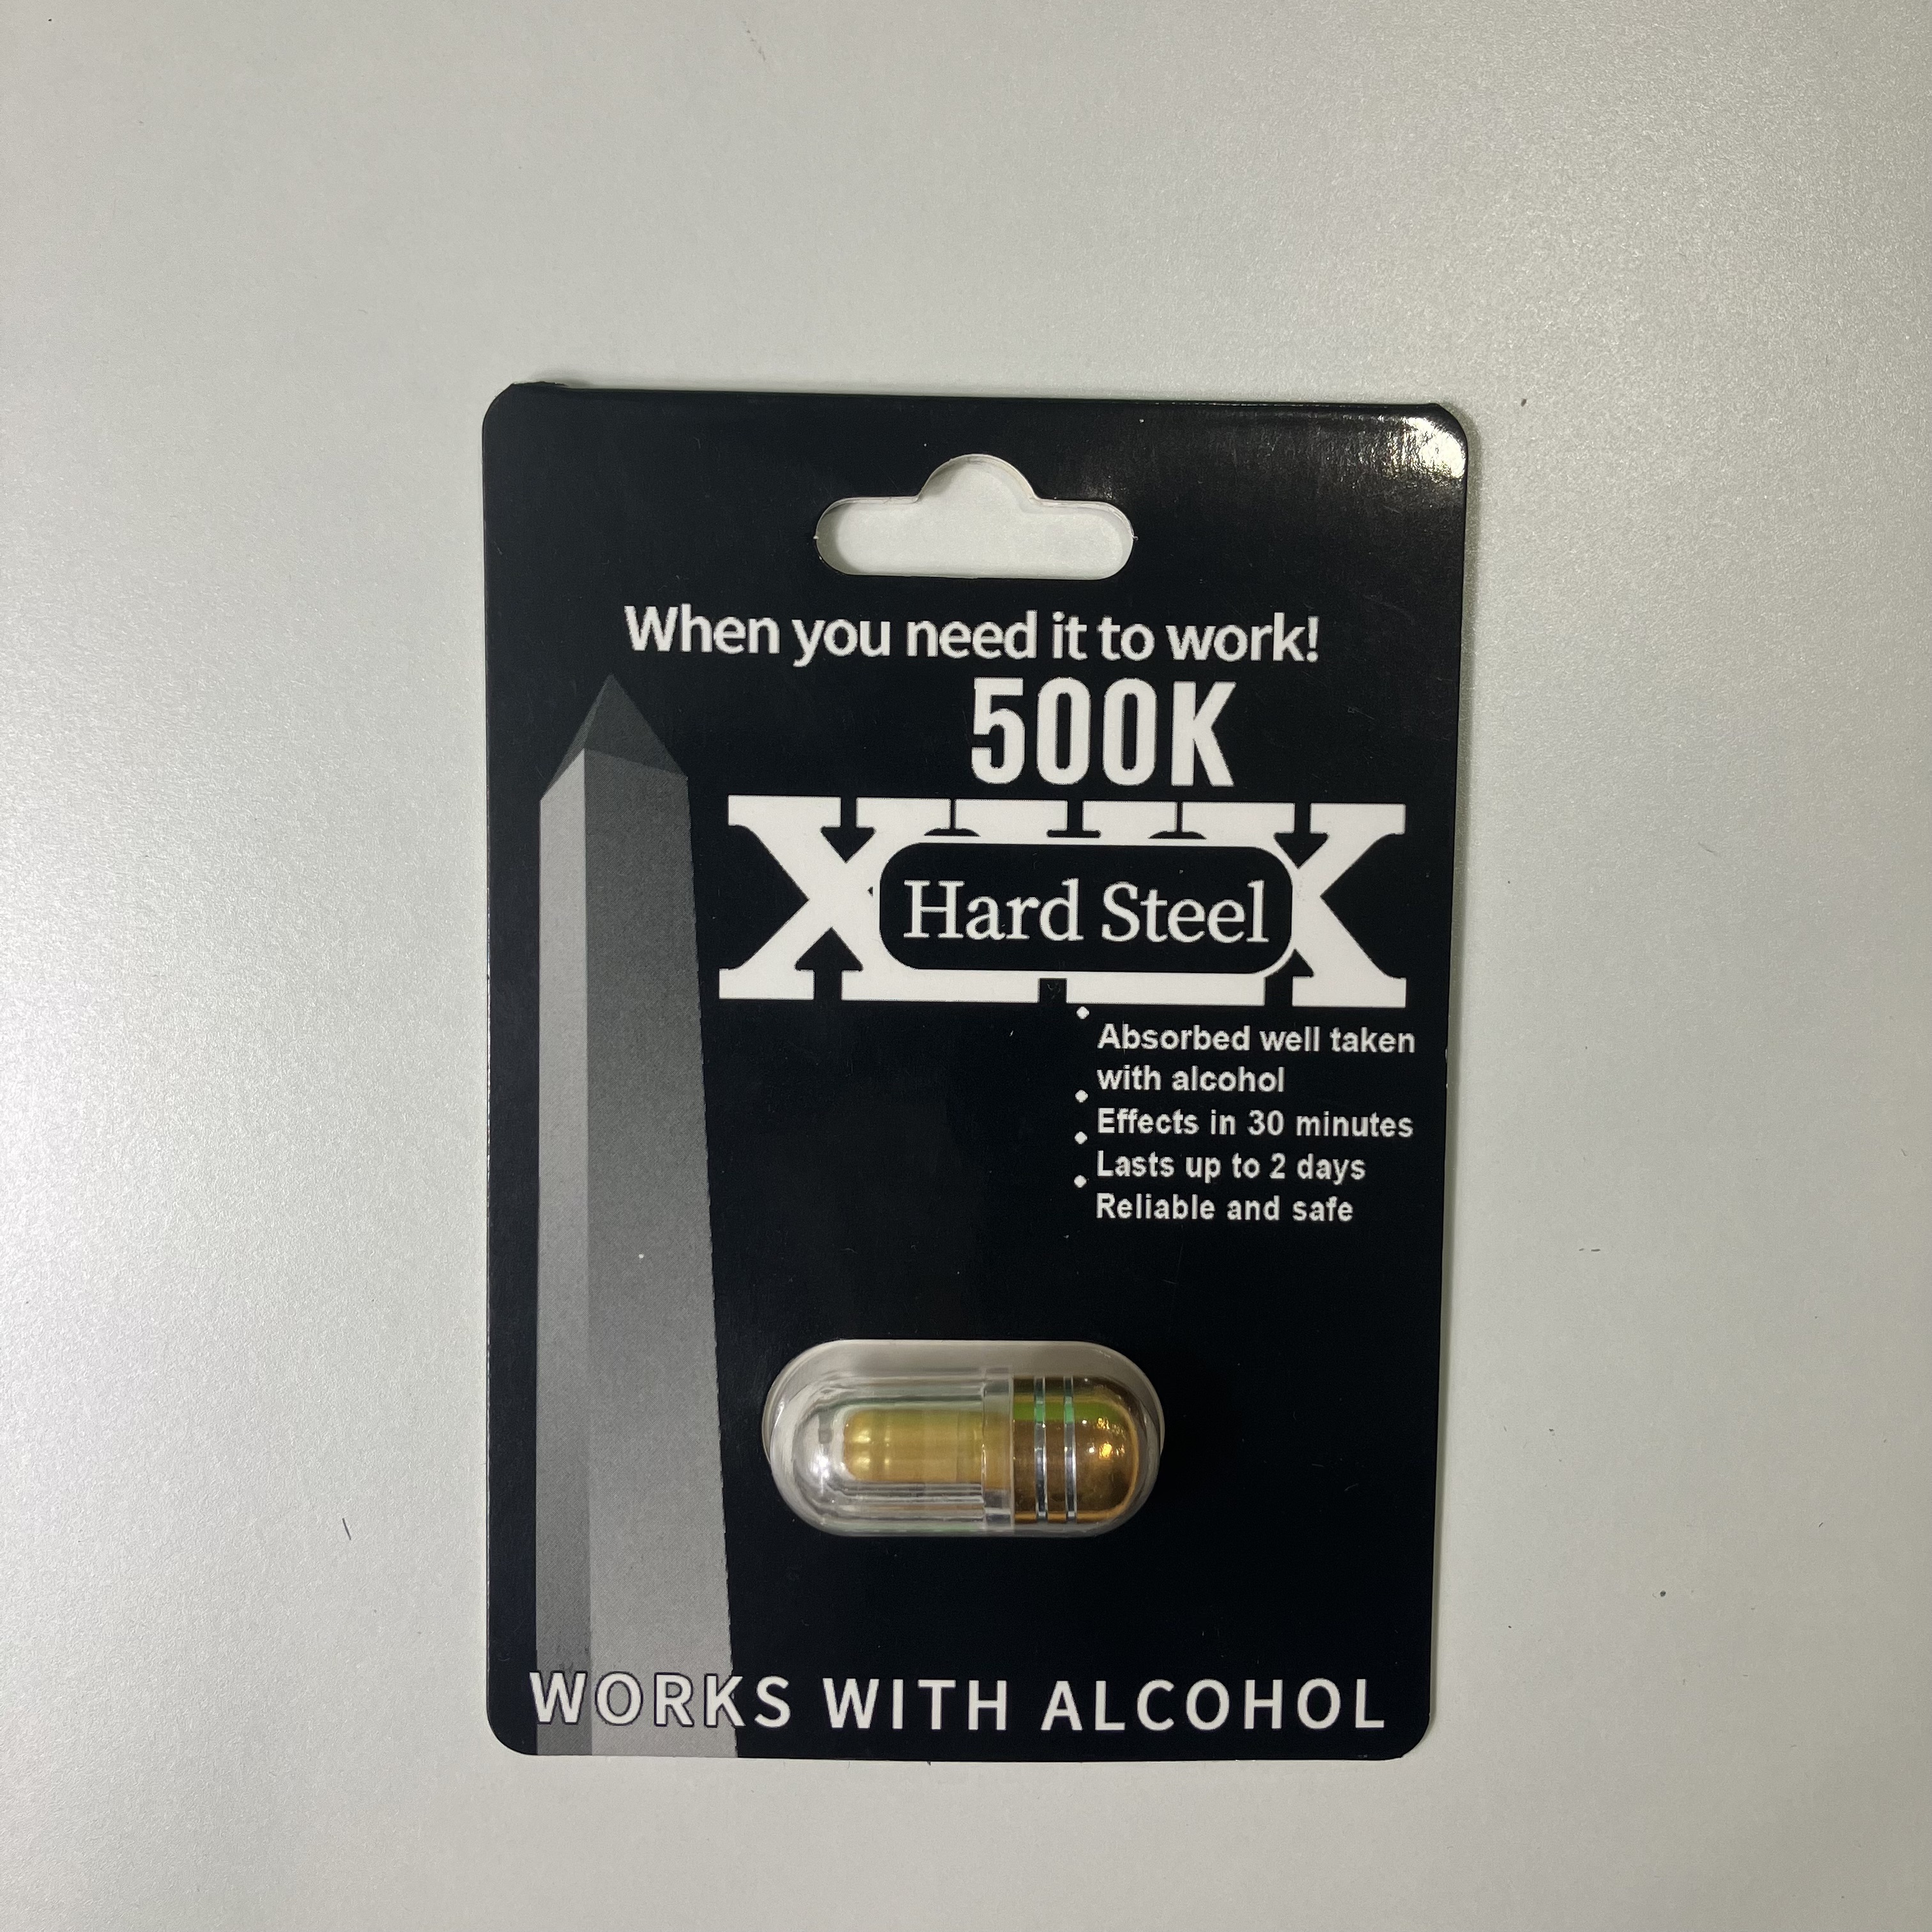 When you need it to work!
500K
XXX
Hard Steel
Absorbed well taken
with alcohol
Effects in 30 minutes
Lasts up to 2 days
Reliable and safe
WORKS WITH ALCOHOL